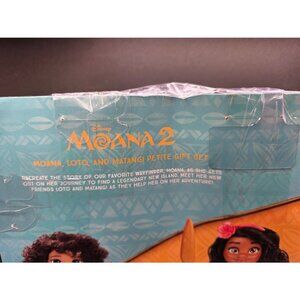 Disney
MOANA 2
MOANA, LOTO, AND MATANGI PETITE GIFT SET
RECREATE THE STORY OF OUR FAVORITE WAYFINDER, MOANA, AS SHE SETS
OUT ON HER JOURNEY TO FIND A LEGENDARY NEW ISLAND. MEET HER NEW
FRIENDS LOTO AND MATANGI AS THEY HELP HER ON HER ADVENTURE!